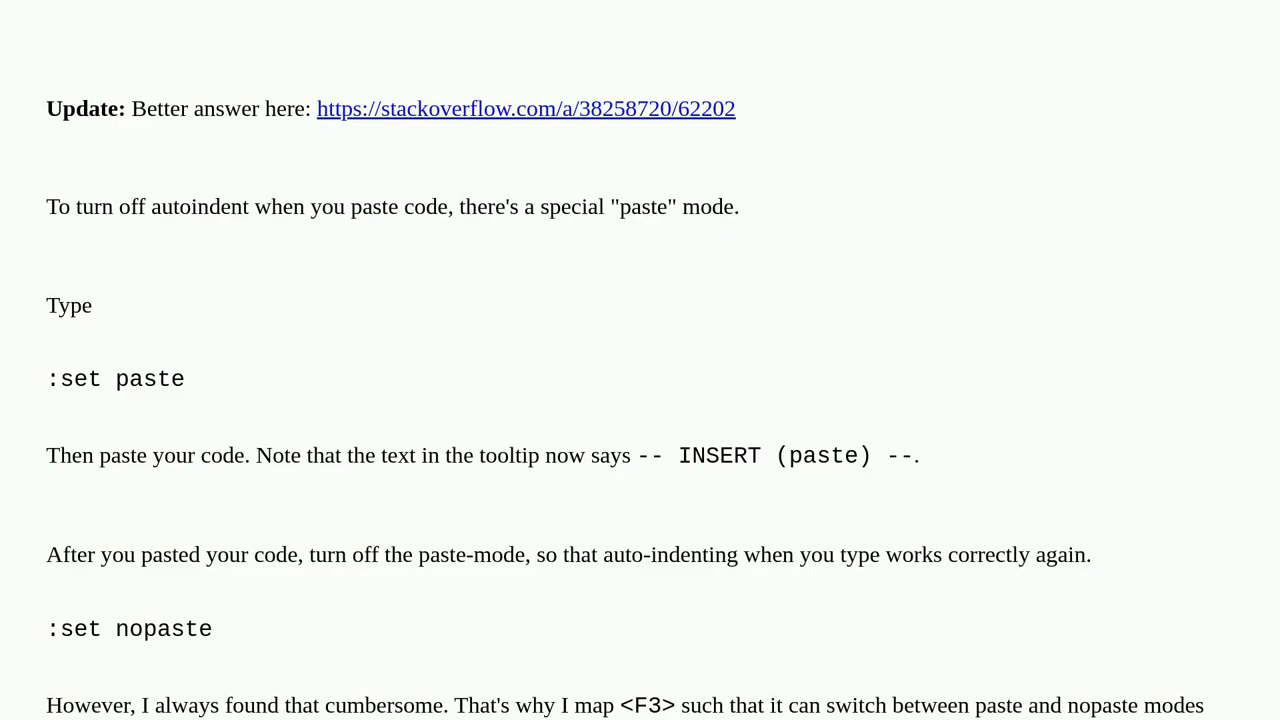 Update: Better answer here: https://stackoverflow.com/a/38258720/62202
To turn off autoindent when you paste code, there's a special "paste" mode.
Type
:set paste
Then paste your code. Note that the text in the tooltip now says -- INSERT (paste) --.
After you pasted your code, turn off the paste-mode, so that auto-indenting when you type works correctly again.
:set nopaste
However, I always found that cumbersome. That's why I map <F3> such that it can switch between paste and nopaste modes